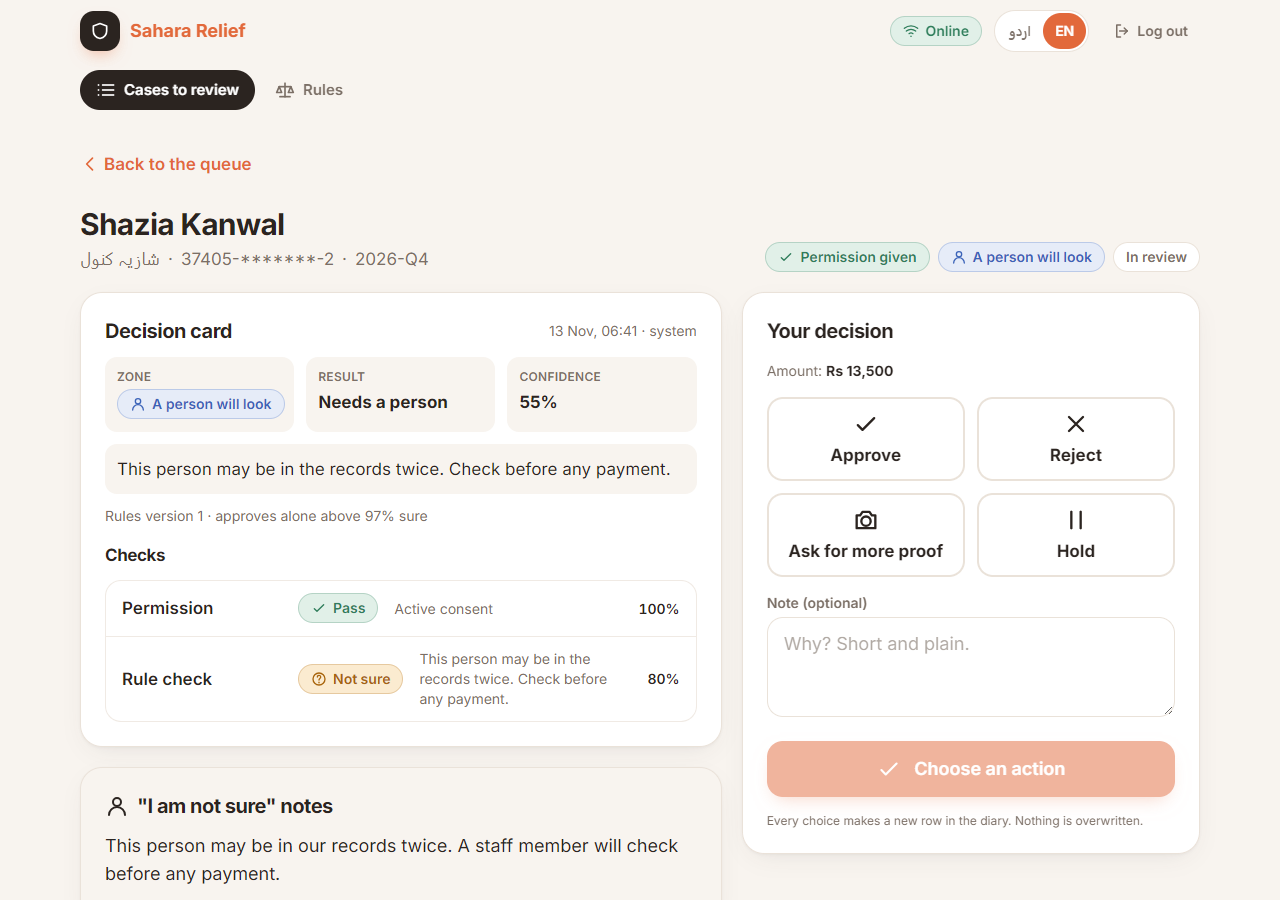 Sahara Relief
Online
اردو
EN
Log out
Cases to review
Rules
Back to the queue
Shazia Kanwal
شازیہ کنول · 37405-*******-2 · 2026-Q4
Permission given
A person will look
In review
Decision card
13 Nov, 06:41 · system
ZONE
A person will look
RESULT
Needs a person
CONFIDENCE
55%
This person may be in the records twice. Check before any payment.
Rules version 1 · approves alone above 97% sure
Checks
Permission
Pass
Active consent
100%
Rule check
Not sure
This person may be in the
records twice. Check before
any payment.
80%
"I am not sure" notes
This person may be in our records twice. A staff member will check
before any payment.
Your decision
Amount: Rs 13,500
Approve
Reject
Ask for more proof
Hold
Note (optional)
Why? Short and plain.
Choose an action
Every choice makes a new row in the diary. Nothing is overwritten.